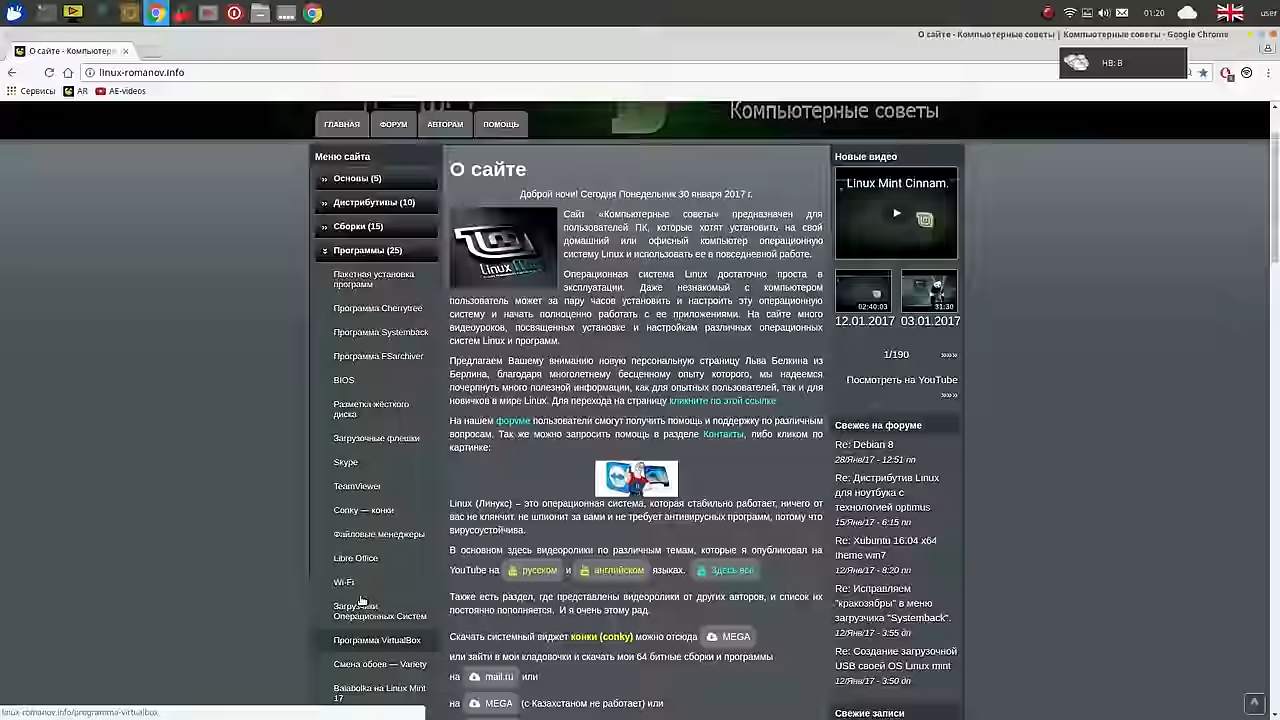 01:20
user
О сайте - Компьютерные советы | Компьютерные советы - Google Chrome
О сайте - Компьютер
НВ: В
linux-romanov.info
Сервисы
AR
AE-videos
Компьютерные советы
ГЛАВНАЯ
ФОРУМ
АВТОРАМ
ПОМОЩЬ
Меню сайта
Основы (5)
Дистрибутивы (10)
Сборки (15)
Программы (25)
Пакетная установка
программ
Программа Cherrytree
Программа Systemback
Программа FSarchiver
BIOS
Разметка жёсткого
диска
Загрузочные флешки
Skype
TeamViewer
Conky — конки
Файловые менеджеры
Libre Office
Wi-Fi
Загрузчики
Операционных Систем
Программа VirtualBox
Смена обоев — Variety
Balabolka на Linux Mint
17
linux-romanov.info/programma-virtualbox
О сайте
Доброй ночи! Сегодня Понедельник 30 января 2017 г.
Linux Mint
Сайт «Компьютерные советы» предназначен для
пользователей ПК, которые хотят установить на свой
домашний или офисный компьютер операционную
систему Linux и использовать ее в повседневной работе.
Операционная система Linux достаточно проста в
эксплуатации. Даже незнакомый с компьютером
пользователь может за пару часов установить и настроить эту операционную
систему и начать полноценно работать с ее приложениями. На сайте много
видеоуроков, посвященных установке и настройкам различных операционных
систем Linux и программ.
Предлагаем Вашему вниманию новую персональную страницу Льва Белкина из
Берлина, благодаря многолетнему бесценному опыту которого, мы надеемся
почерпнуть много полезной информации, как для опытных пользователей, так и для
новичков в мире Linux. Для перехода на страницу кликните по этой ссылке
На нашем форуме пользователи смогут получить помощь и поддержку по различным
вопросам. Так же можно запросить помощь в разделе Контакты, либо кликом по
картинке:
Linux (Линукс) – это операционная система, которая стабильно работает, ничего от
вас не клянчит, не шпионит за вами и не требует антивирусных программ, потому что
вирусоустойчива.
В основном здесь видеоролики по различным темам, которые я опубликовал на
YouTube на русском и английском языках. Здесь все
Также есть раздел, где представлены видеоролики от других авторов, и список их
постоянно пополняется. И я очень этому рад.
Скачать системный виджет конки (conky) можно отсюда MEGA
или зайти в мои кладовочки и скачать мои 64 битные сборки и программы
на mail.ru или
на MEGA (с Казахстаном не работает) или
Новые видео
Linux Mint Cinnam.
02:40:03
31:30
12.01.2017
03.01.2017
1/190
»»»
Посмотреть на YouTube
»»»
Свежее на форуме
Re: Debian 8
28/Янв/17 - 12:51 пп
Re: Дистрибутив Linux
для ноутбука с
технологией optimus
15/Янв/17 - 6:15 пп
Re: Xubuntu 16.04 x64
theme win7
12/Янв/17 - 8:20 пп
Re: Исправляем
"кракозябры" в меню
загрузчика "Systemback".
12/Янв/17 - 3:55 дп
Re: Создание загрузочной
USB своей OS Linux mint
12/Янв/17 - 3:50 дп
Свежие записи